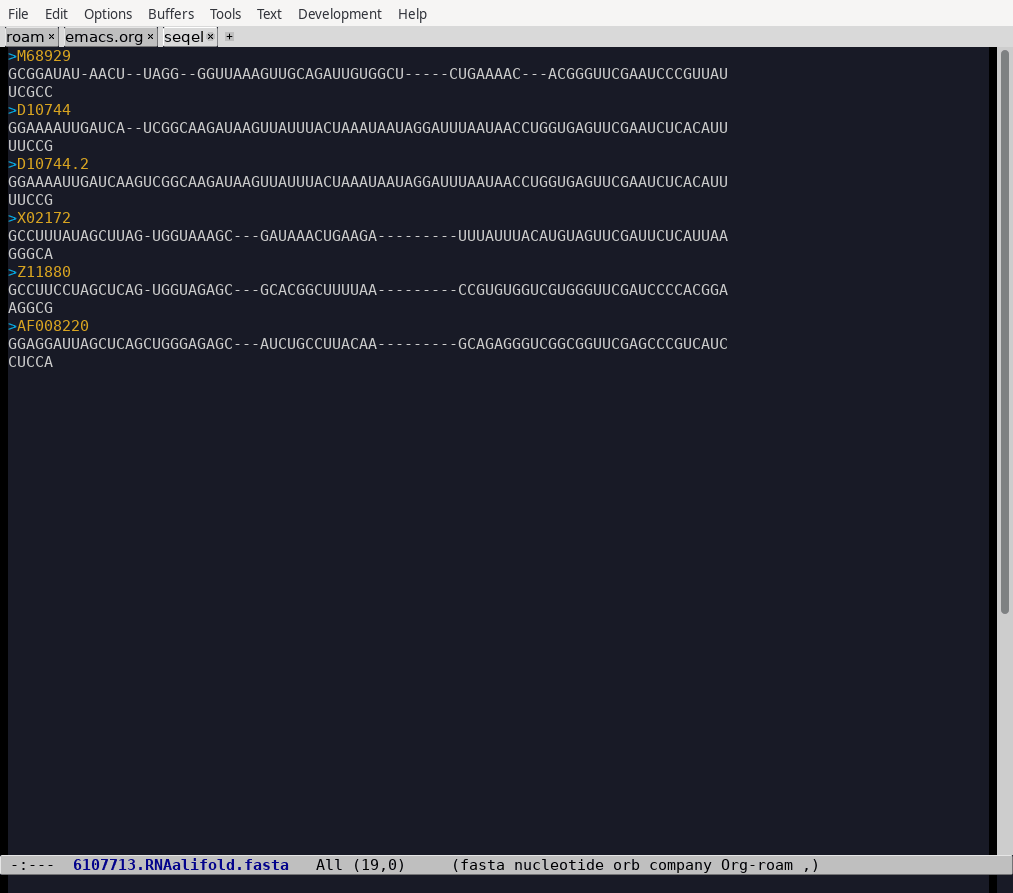 File Edit Options Buffers Tools Text Development Help
roam × emacs.org × seqel × +
>M68929
GCGGAUAU-AACU--UAGG--GGUUAAAGUUGCAGAUUGUGGCU-----CUGAAAAC---ACGGGUUCGAAUCCCGUUAU
UCGCC
>D10744
GGAAAAUUGAUCA--UCGGCAAGAUAAGUUAUUUACUAAAUAAUAGGAUUUAAUAACCUGGUGAGUUCGAAUCUCACAUU
UUCCG
>D10744.2
GGAAAAUUGAUCAAGUCGGCAAGAUAAGUUAUUUACUAAAUAAUAGGAUUUAAUAACCUGGUGAGUUCGAAUCUCACAUU
UUCCG
>X02172
GCCUUUAUAGCUUAG-UGGUAAAGC---GAUAAACUGAAGA---------UUUAUUUACAUGUAGUUCGAUUCUCAUUAA
GGGCA
>Z11880
GCCUUCCUAGCUCAG-UGGUAGAGC---GCACGGCUUUUAA---------CCGUGUGGUCGUGGGUUCGAUCCCCACGGA
AGGCG
>AF008220
GGAGGAUUAGCUCAGCUGGGAGAGC---AUCUGCCUUACAA---------GCAGAGGGUCGGCGGUUCGAGCCCGUCAUC
CUCCA
-:--- 6107713.RNAalifold.fasta All (19,0) (fasta nucleotide orb company Org-roam ,)